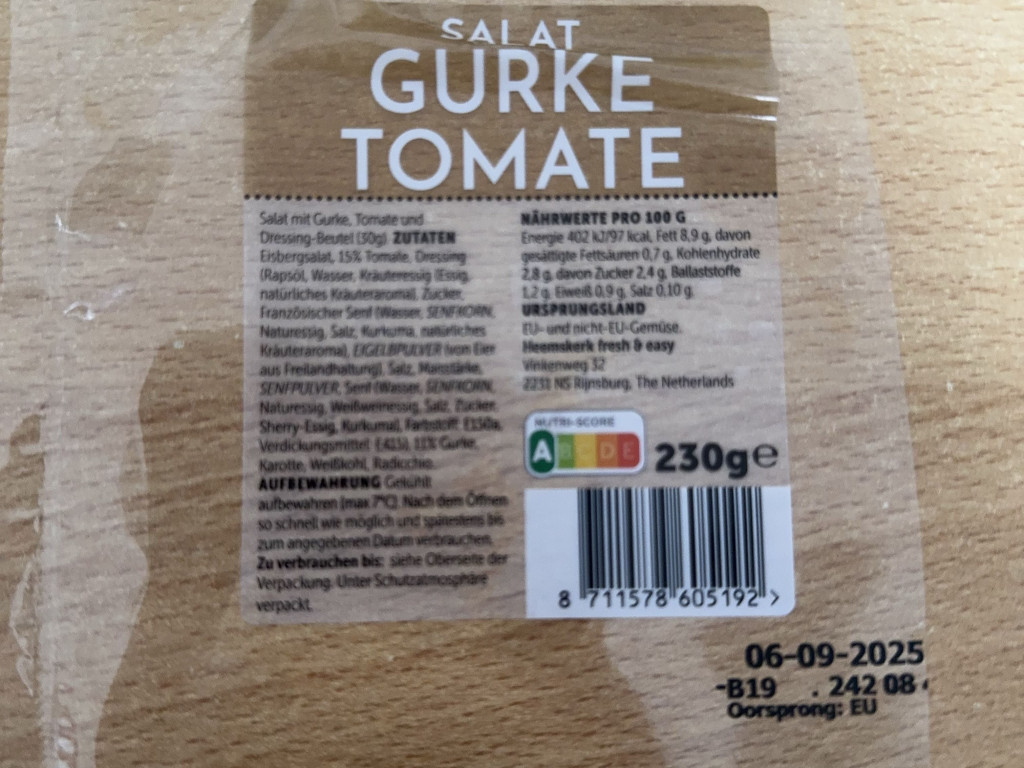 SALAT
GURKE
TOMATE
Salat mit Gurke, Tomate und
Dressing-Beutel (30g). ZUTATEN
Eisbergsalat, 15% Tomate, Dressing
(Rapsöl, Wasser, Kräuteressig (Essig,
natürliches Kräuteraroma), Zucker,
Französischer Senf (Wasser, SENFKORN,
Naturessig, Salz, Kurkuma, natürliches
Kräuteraroma), EIGELBPULVER (von Eier
aus Freilandhaltung), Salz, Maisstärke,
SENFPULVER, Senf (Wasser, SENFKORN,
Naturessig, Weißweinessig, Salz, Zucker,
Sherry-Essig, Kurkuma), Farbstoff: E150a,
Verdickungsmittel: E415), 11% Gurke,
Karotte, Weißkohl, Radicchio.
AUFBEWAHRUNG Gekühlt
aufbewahren (max 7°C). Nach dem Öffnen
so schnell wie möglich und spätestens bis
zum angegebenen Datum verbrauchen.
Zu verbrauchen bis: siehe Oberseite der
Verpackung. Unter Schutzatmosphäre
verpackt.
NÄHRWERTE PRO 100 G
Energie 402 kJ/97 kcal, Fett 8,9 g, davon
gesättigte Fettsäuren 0,7 g, Kohlenhydrate
2,8 g, davon Zucker 2,4 g, Ballaststoffe
1,2 g, Eiweiß 0,9 g, Salz 0,10 g.
URSPRUNGSLAND
EU- und nicht-EU-Gemüse.
Heemskerk fresh & easy
Vinkenweg 32
2231 NS Rijnsburg, The Netherlands
NUTRI-SCORE
A B C D E
230g e
8 711578 605192 >
06-09-2025
-B19 . 242 08
Oorsprong: EU